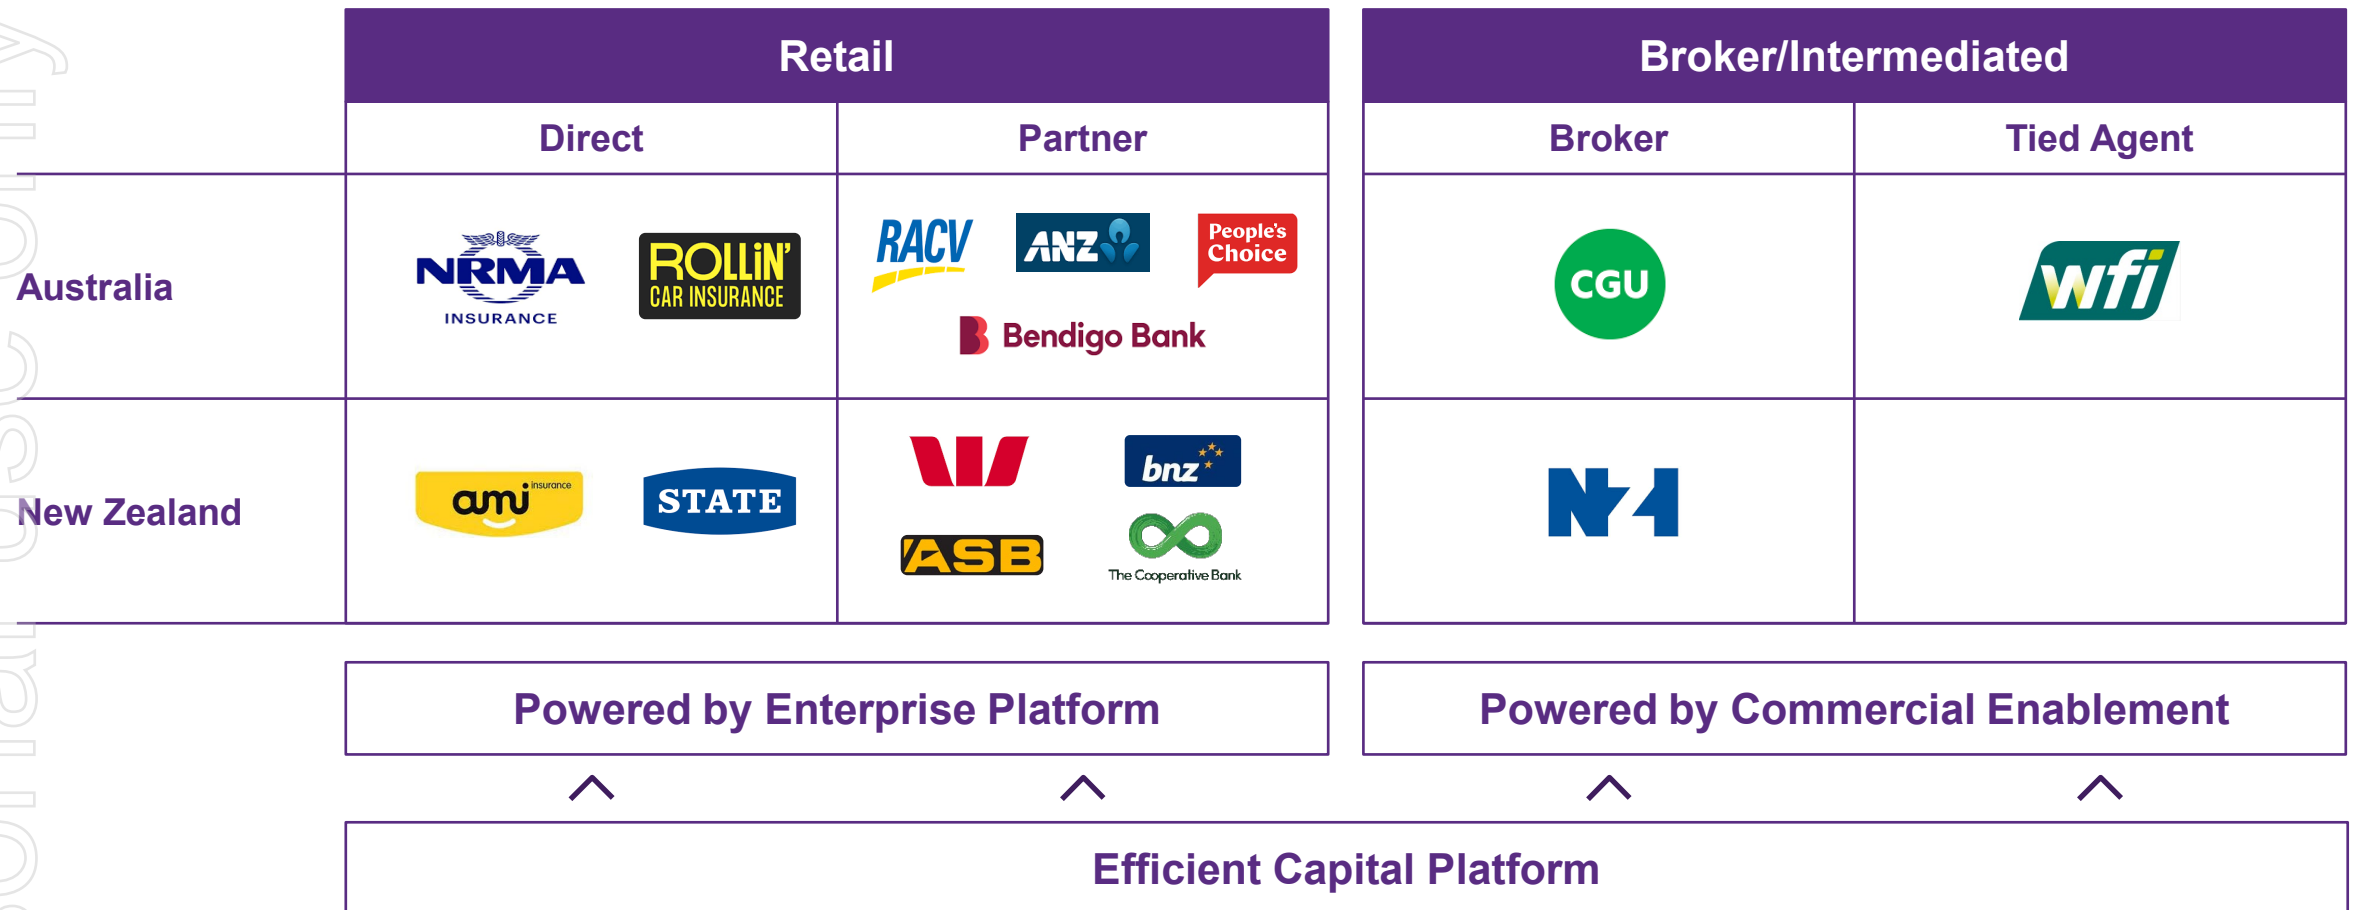 Retail
Broker/Intermediated
Direct
Partner
Broker
Tied Agent
Australia
NRMA
INSURANCE
ROLLiN'
CAR INSURANCE
RACV
ANZ
People's
Choice
Bendigo Bank
CGU
wfi
New Zealand
ami insurance
STATE
bnz
ASB
The Cooperative Bank
NZI
Powered by Enterprise Platform
Powered by Commercial Enablement
Efficient Capital Platform